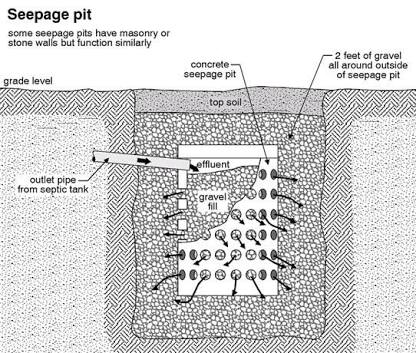 Seepage pit
some seepage pits have masonry or
stone walls but function similarly
concrete
seepage pit
2 feet of gravel
all around outside
of seepage pit
grade level
top soil
effluent
outlet pipe
from septic tank
gravel
fill